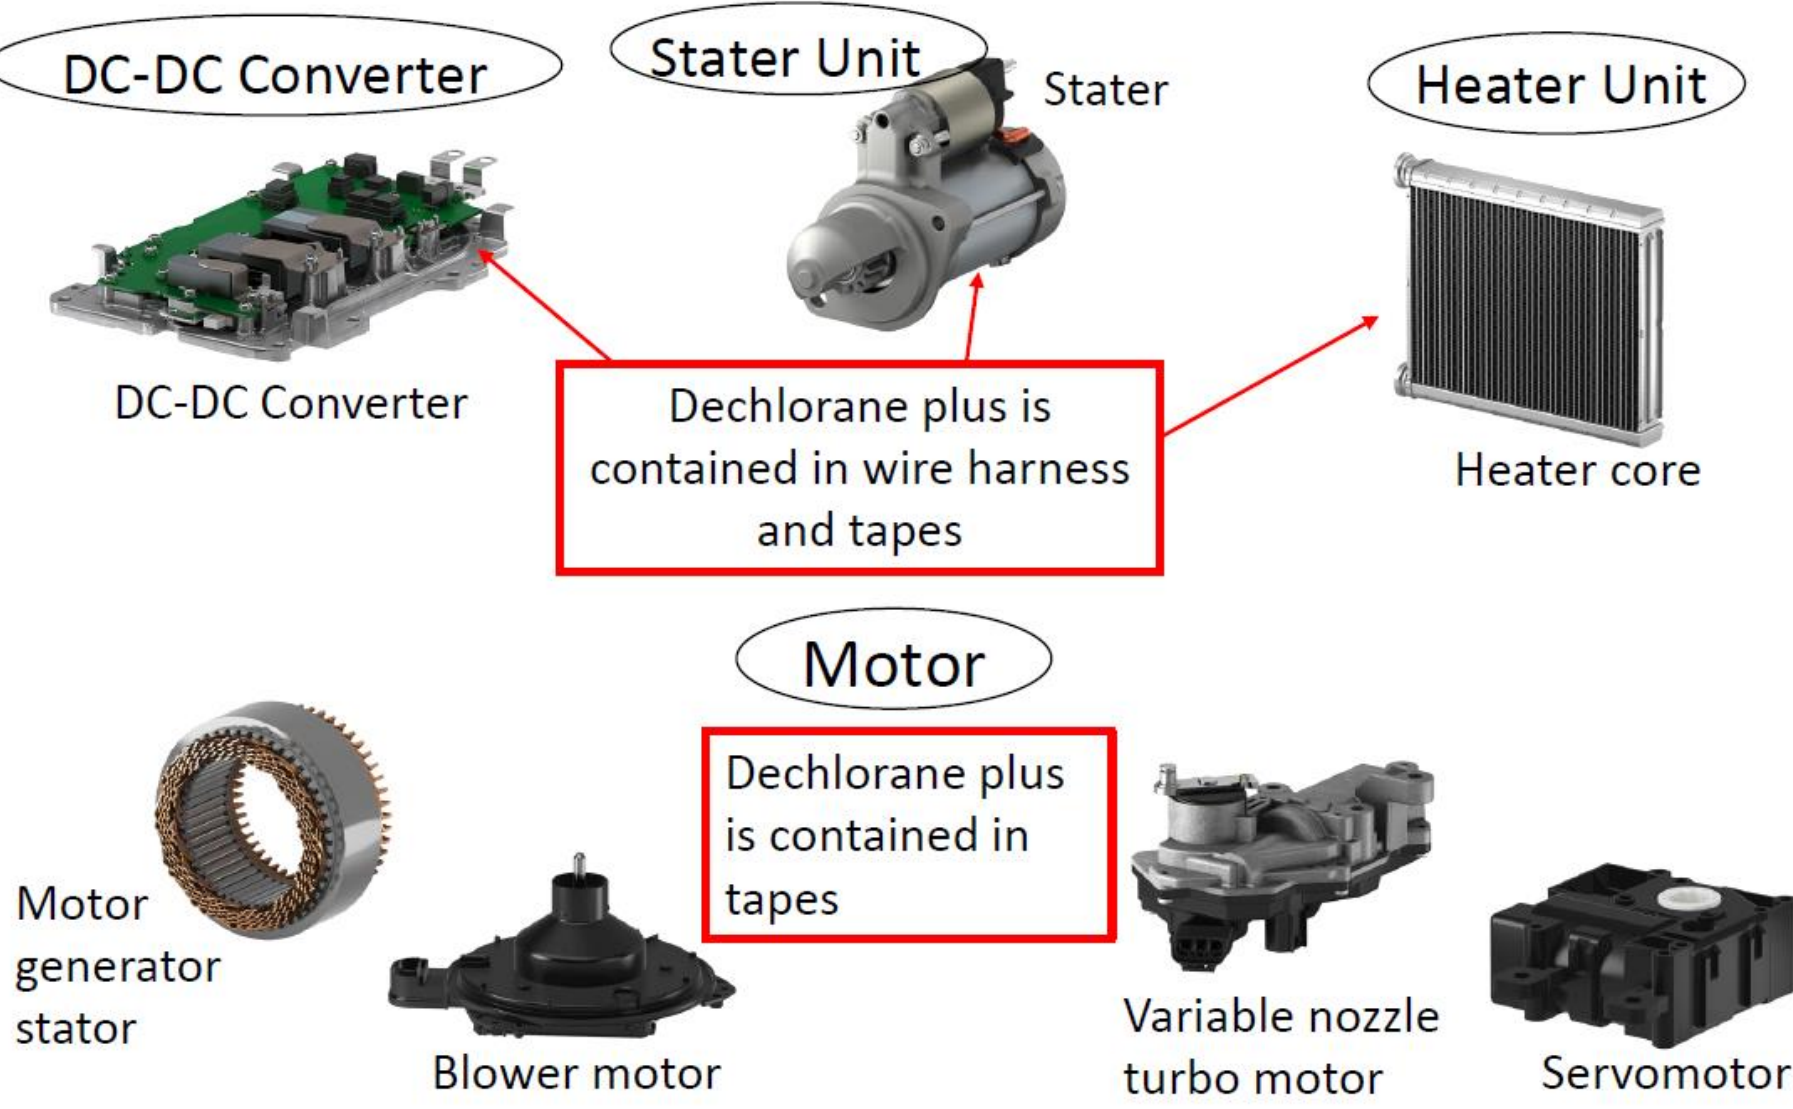 DC-DC Converter
Stater Unit
Stater
Heater Unit
DC-DC Converter
Dechlorane plus is
contained in wire harness
and tapes
Heater core
Motor
Dechlorane plus
is contained in
tapes
Motor
generator
stator
Blower motor
Variable nozzle
turbo motor
Servomotor